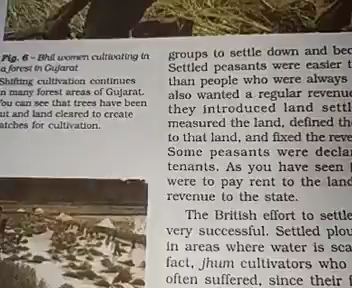 Fig. 6 – Bhil women cultivating in
a forest in Gujarat
Shifting cultivation continues
in many forest areas of Gujarat.
You can see that trees have been
cut and land cleared to create
patches for cultivation.
groups to settle down and bec
Settled peasants were easier t
than people who were always
also wanted a regular revenue
they introduced land settl
measured the land, defined the
to that land, and fixed the reve
Some peasants were declar
tenants. As you have seen
were to pay rent to the land
revenue to the state.
The British effort to settle
very successful. Settled plou
in areas where water is sca
fact, jhum cultivators who
often suffered, since their f